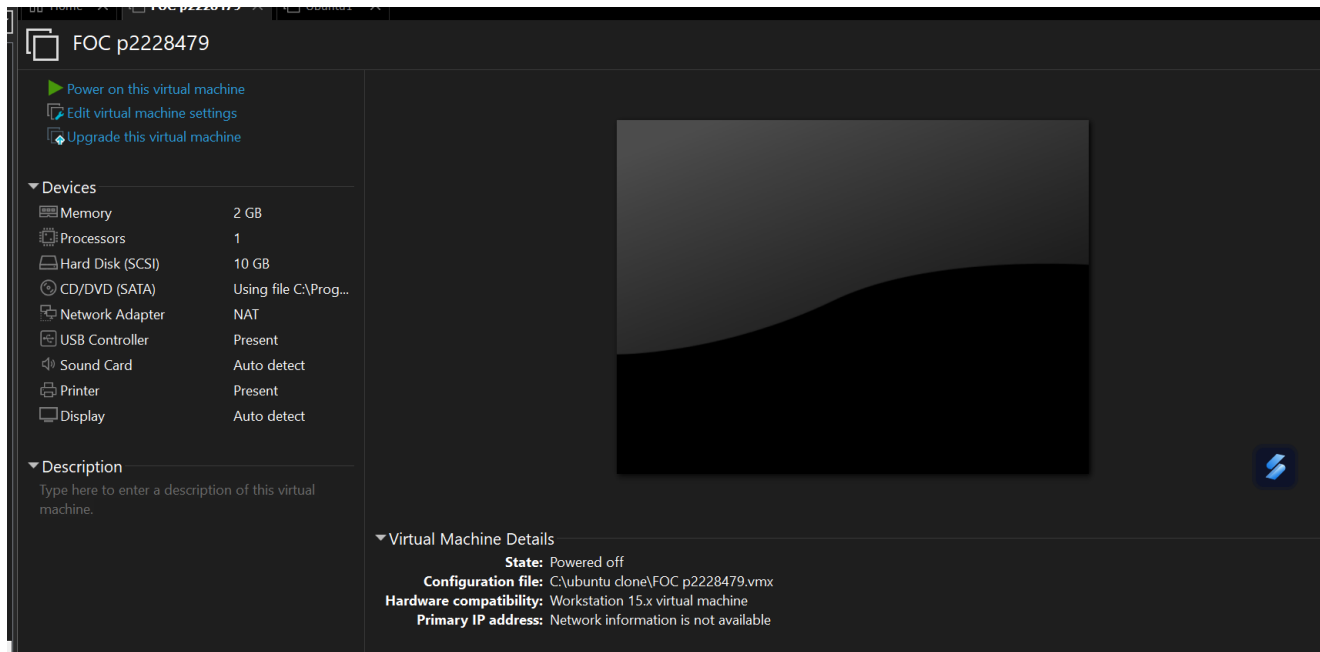 Home
FOC p2228479
Ubuntu1
FOC p2228479
Power on this virtual machine
Edit virtual machine settings
Upgrade this virtual machine
Devices
Memory 2 GB
Processors 1
Hard Disk (SCSI) 10 GB
CD/DVD (SATA) Using file C:\Prog...
Network Adapter NAT
USB Controller Present
Sound Card Auto detect
Printer Present
Display Auto detect
Description
Type here to enter a description of this virtual
machine.
Virtual Machine Details
State: Powered off
Configuration file: C:\ubuntu clone\FOC p2228479.vmx
Hardware compatibility: Workstation 15.x virtual machine
Primary IP address: Network information is not available